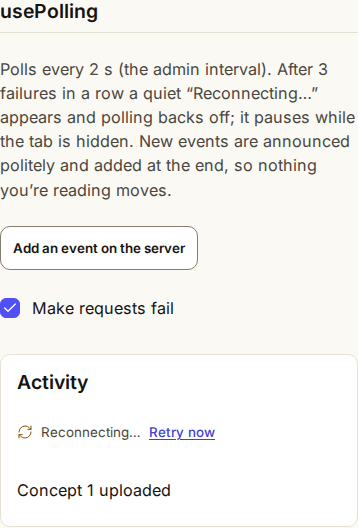 usePolling
Polls every 2 s (the admin interval). After 3
failures in a row a quiet “Reconnecting…”
appears and polling backs off; it pauses while
the tab is hidden. New events are announced
politely and added at the end, so nothing
you’re reading moves.
Add an event on the server
Make requests fail
Activity
Reconnecting… Retry now
Concept 1 uploaded